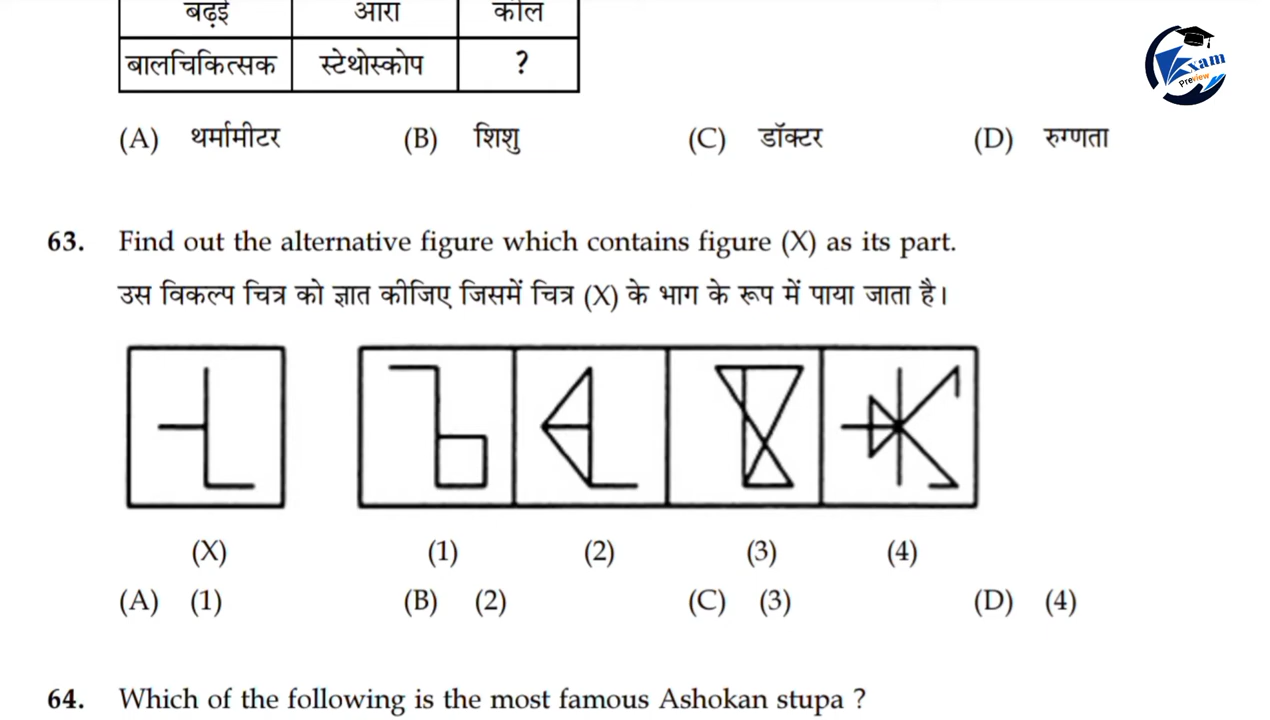 बढ़ई आरा कील
बालचिकित्सक स्टेथोस्कोप ?
Exam
Preview
(A) थर्मामीटर (B) शिशु (C) डॉक्टर (D) रुग्णता
63. Find out the alternative figure which contains figure (X) as its part.
उस विकल्प चित्र को ज्ञात कीजिए जिसमें चित्र (X) के भाग के रूप में पाया जाता है।
(X) (1) (2) (3) (4)
(A) (1) (B) (2) (C) (3) (D) (4)
64. Which of the following is the most famous Ashokan stupa ?